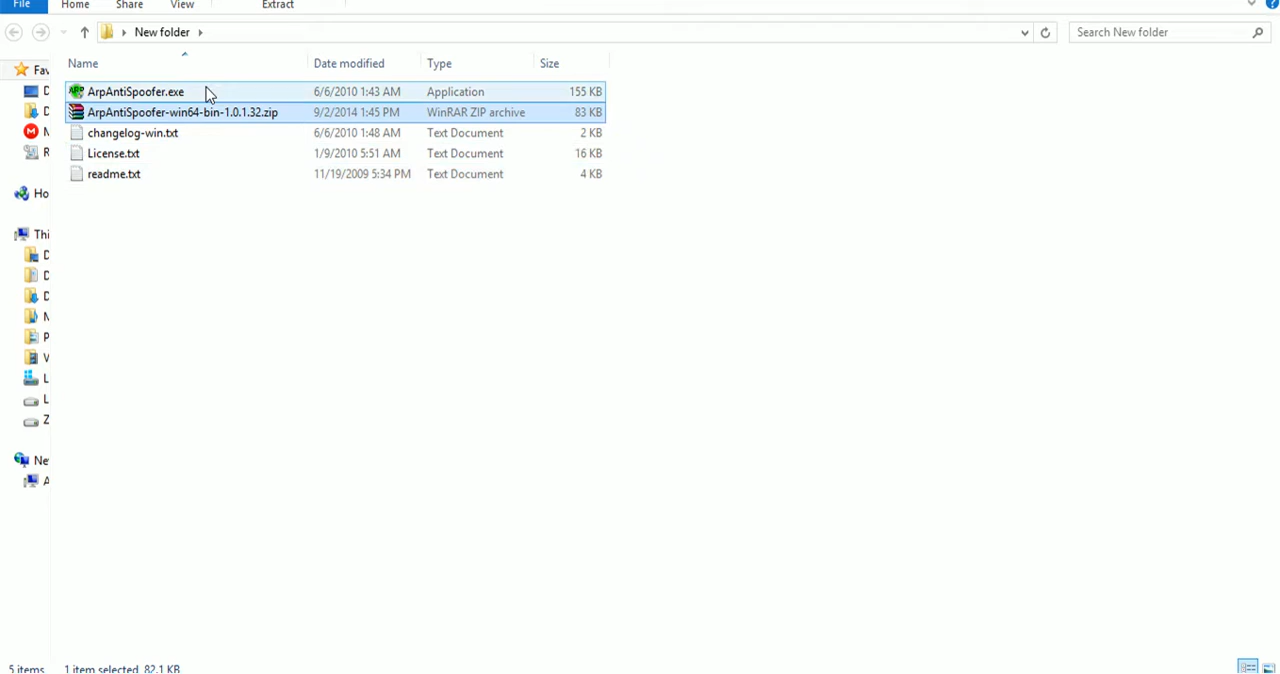 File Home Share View Extract
New folder Search New folder
Name Date modified Type Size
Fav ArpAntiSpoofer.exe 6/6/2010 1:43 AM Application 155 KB
D ArpAntiSpoofer-win64-bin-1.0.1.32.zip 9/2/2014 1:45 PM WinRAR ZIP archive 83 KB
D changelog-win.txt 6/6/2010 1:48 AM Text Document 2 KB
License.txt 1/9/2010 5:51 AM Text Document 16 KB
R readme.txt 11/19/2009 5:34 PM Text Document 4 KB
Ho
Thi
D
D
D
P
V
L
L
Z
Ne
A
5 items 1 item selected 82.1 KB